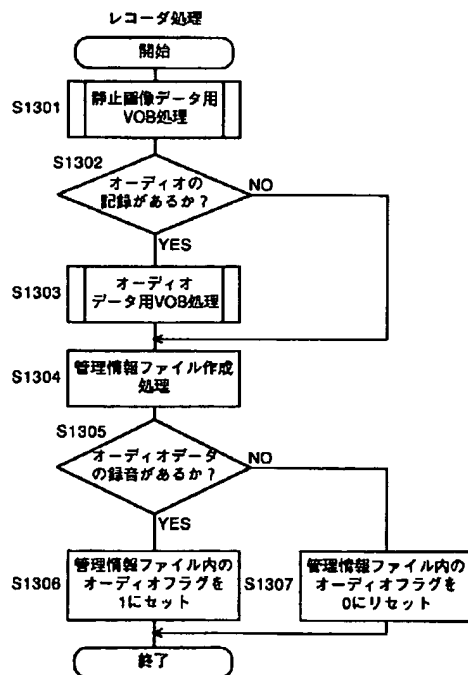 レコーダ処理
開始
S1301
静止画像データ用
VOB処理
S1302
オーディオの
記録があるか？
NO
YES
S1303
オーディオ
データ用VOB処理
S1304
管理情報ファイル作成
処理
S1305
オーディオデータ
の録音があるか？
NO
YES
S1306
管理情報ファイル内の
オーディオフラグを
1にセット
S1307
管理情報ファイル内の
オーディオフラグを
0にリセット
終了